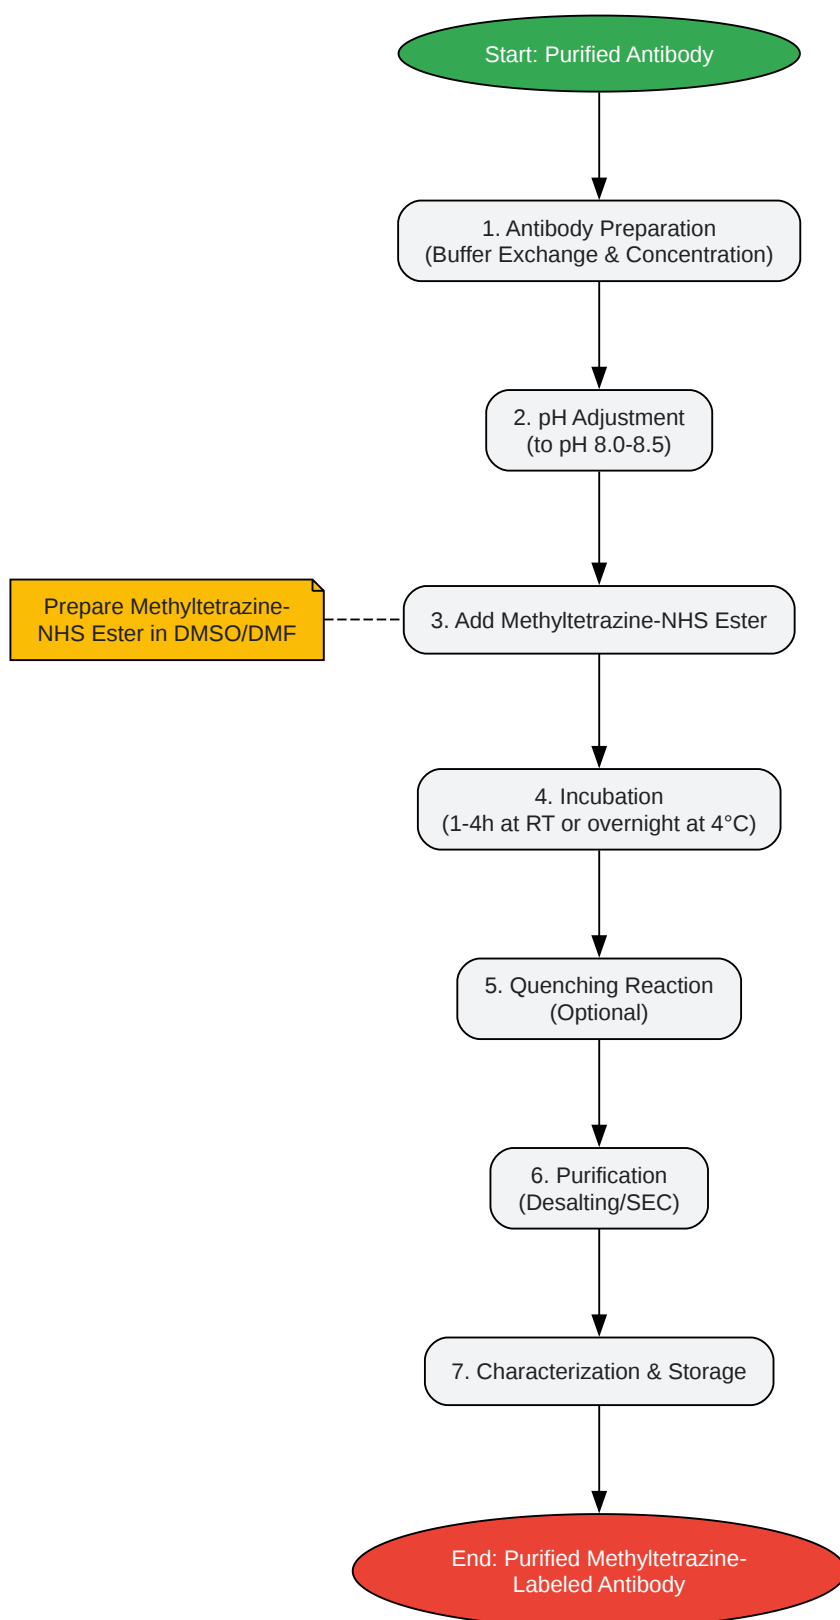 Start: Purified Antibody
1. Antibody Preparation
(Buffer Exchange & Concentration)
2. pH Adjustment
(to pH 8.0-8.5)
Prepare Methyltetrazine-
NHS Ester in DMSO/DMF
3. Add Methyltetrazine-NHS Ester
4. Incubation
(1-4h at RT or overnight at 4°C)
5. Quenching Reaction
(Optional)
6. Purification
(Desalting/SEC)
7. Characterization & Storage
End: Purified Methyltetrazine-
Labeled Antibody